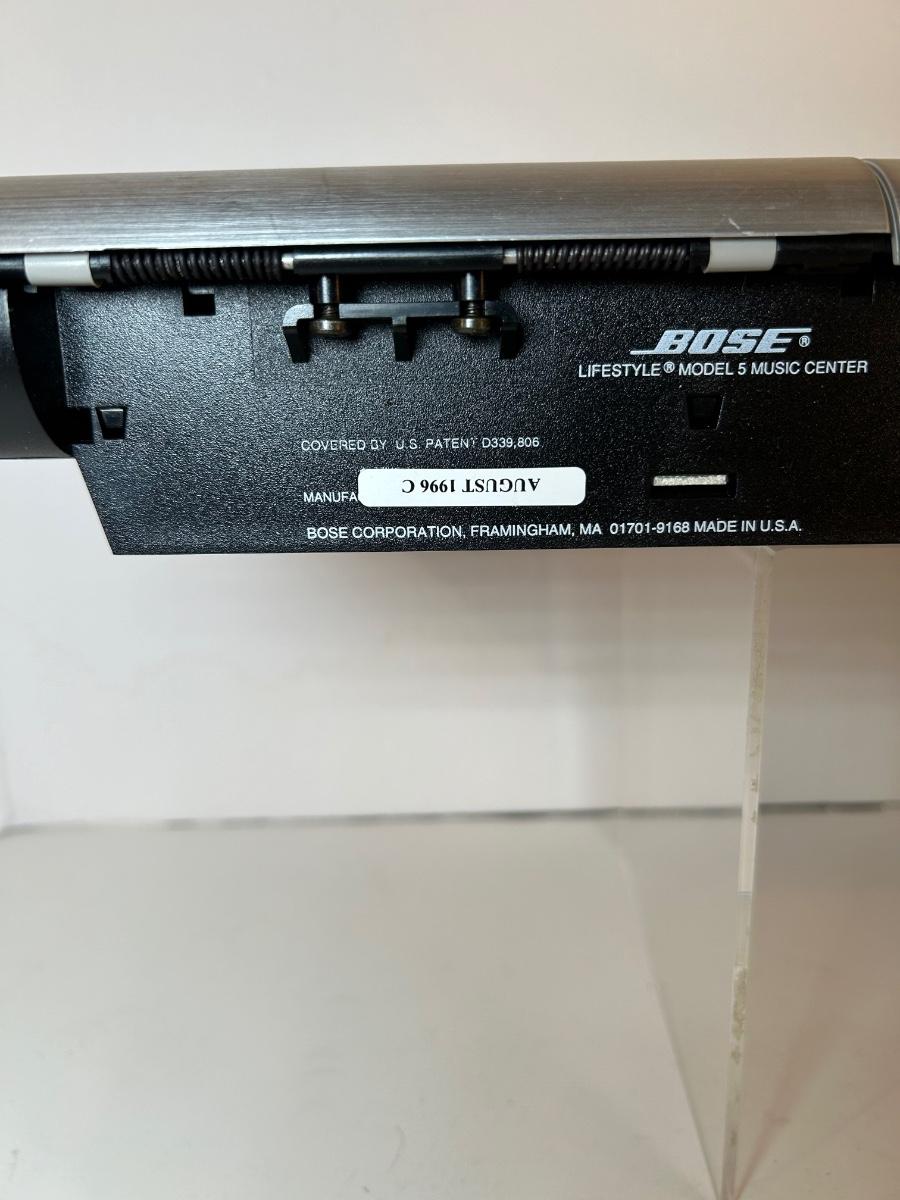 BOSE®
LIFESTYLE® MODEL 5 MUSIC CENTER
COVERED BY U.S. PATENT D339,806
AUGUST 1996 C
MANUFA
BOSE CORPORATION, FRAMINGHAM, MA 01701-9168 MADE IN U.S.A.